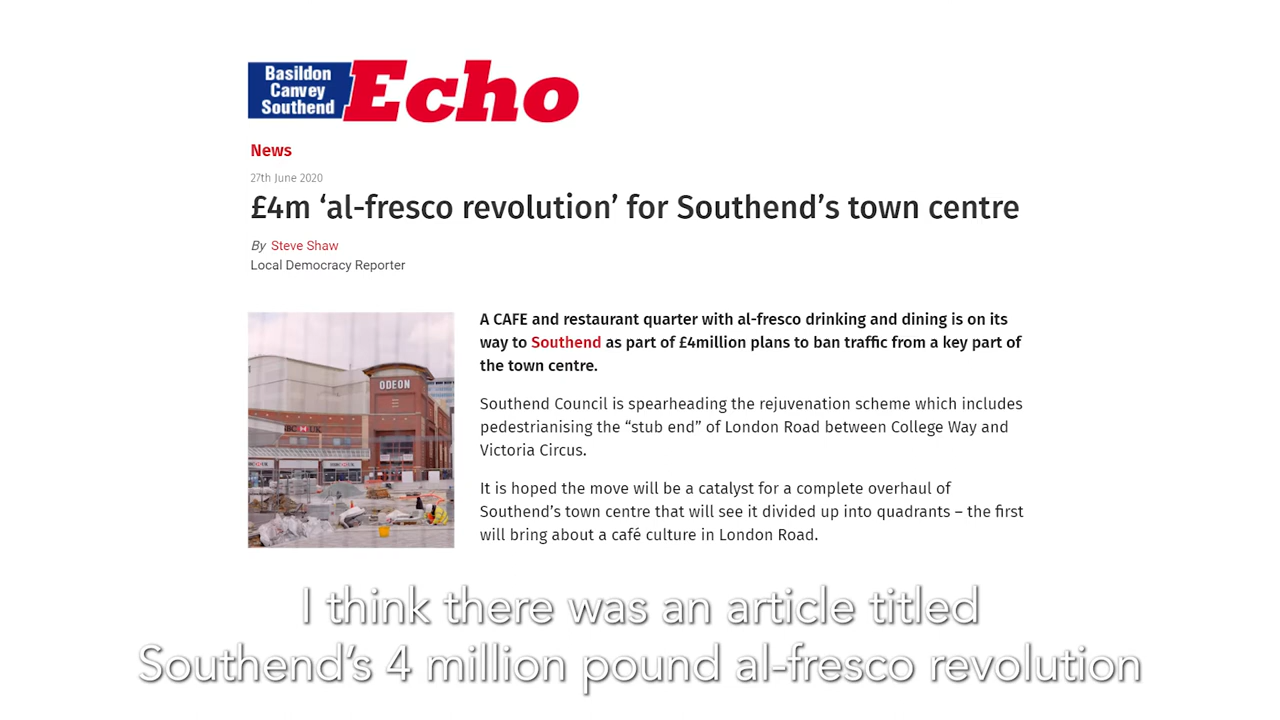 Basildon
Canvey
Southend
Echo
News
27th June 2020
£4m ‘al-fresco revolution’ for Southend’s town centre
By Steve Shaw
Local Democracy Reporter
ODEON
A CAFE and restaurant quarter with al-fresco drinking and dining is on its
way to Southend as part of £4million plans to ban traffic from a key part of
the town centre.
Southend Council is spearheading the rejuvenation scheme which includes
pedestrianising the “stub end” of London Road between College Way and
Victoria Circus.
It is hoped the move will be a catalyst for a complete overhaul of
Southend’s town centre that will see it divided up into quadrants – the first
will bring about a café culture in London Road.
I think there was an article titled
Southend’s 4 million pound al-fresco revolution